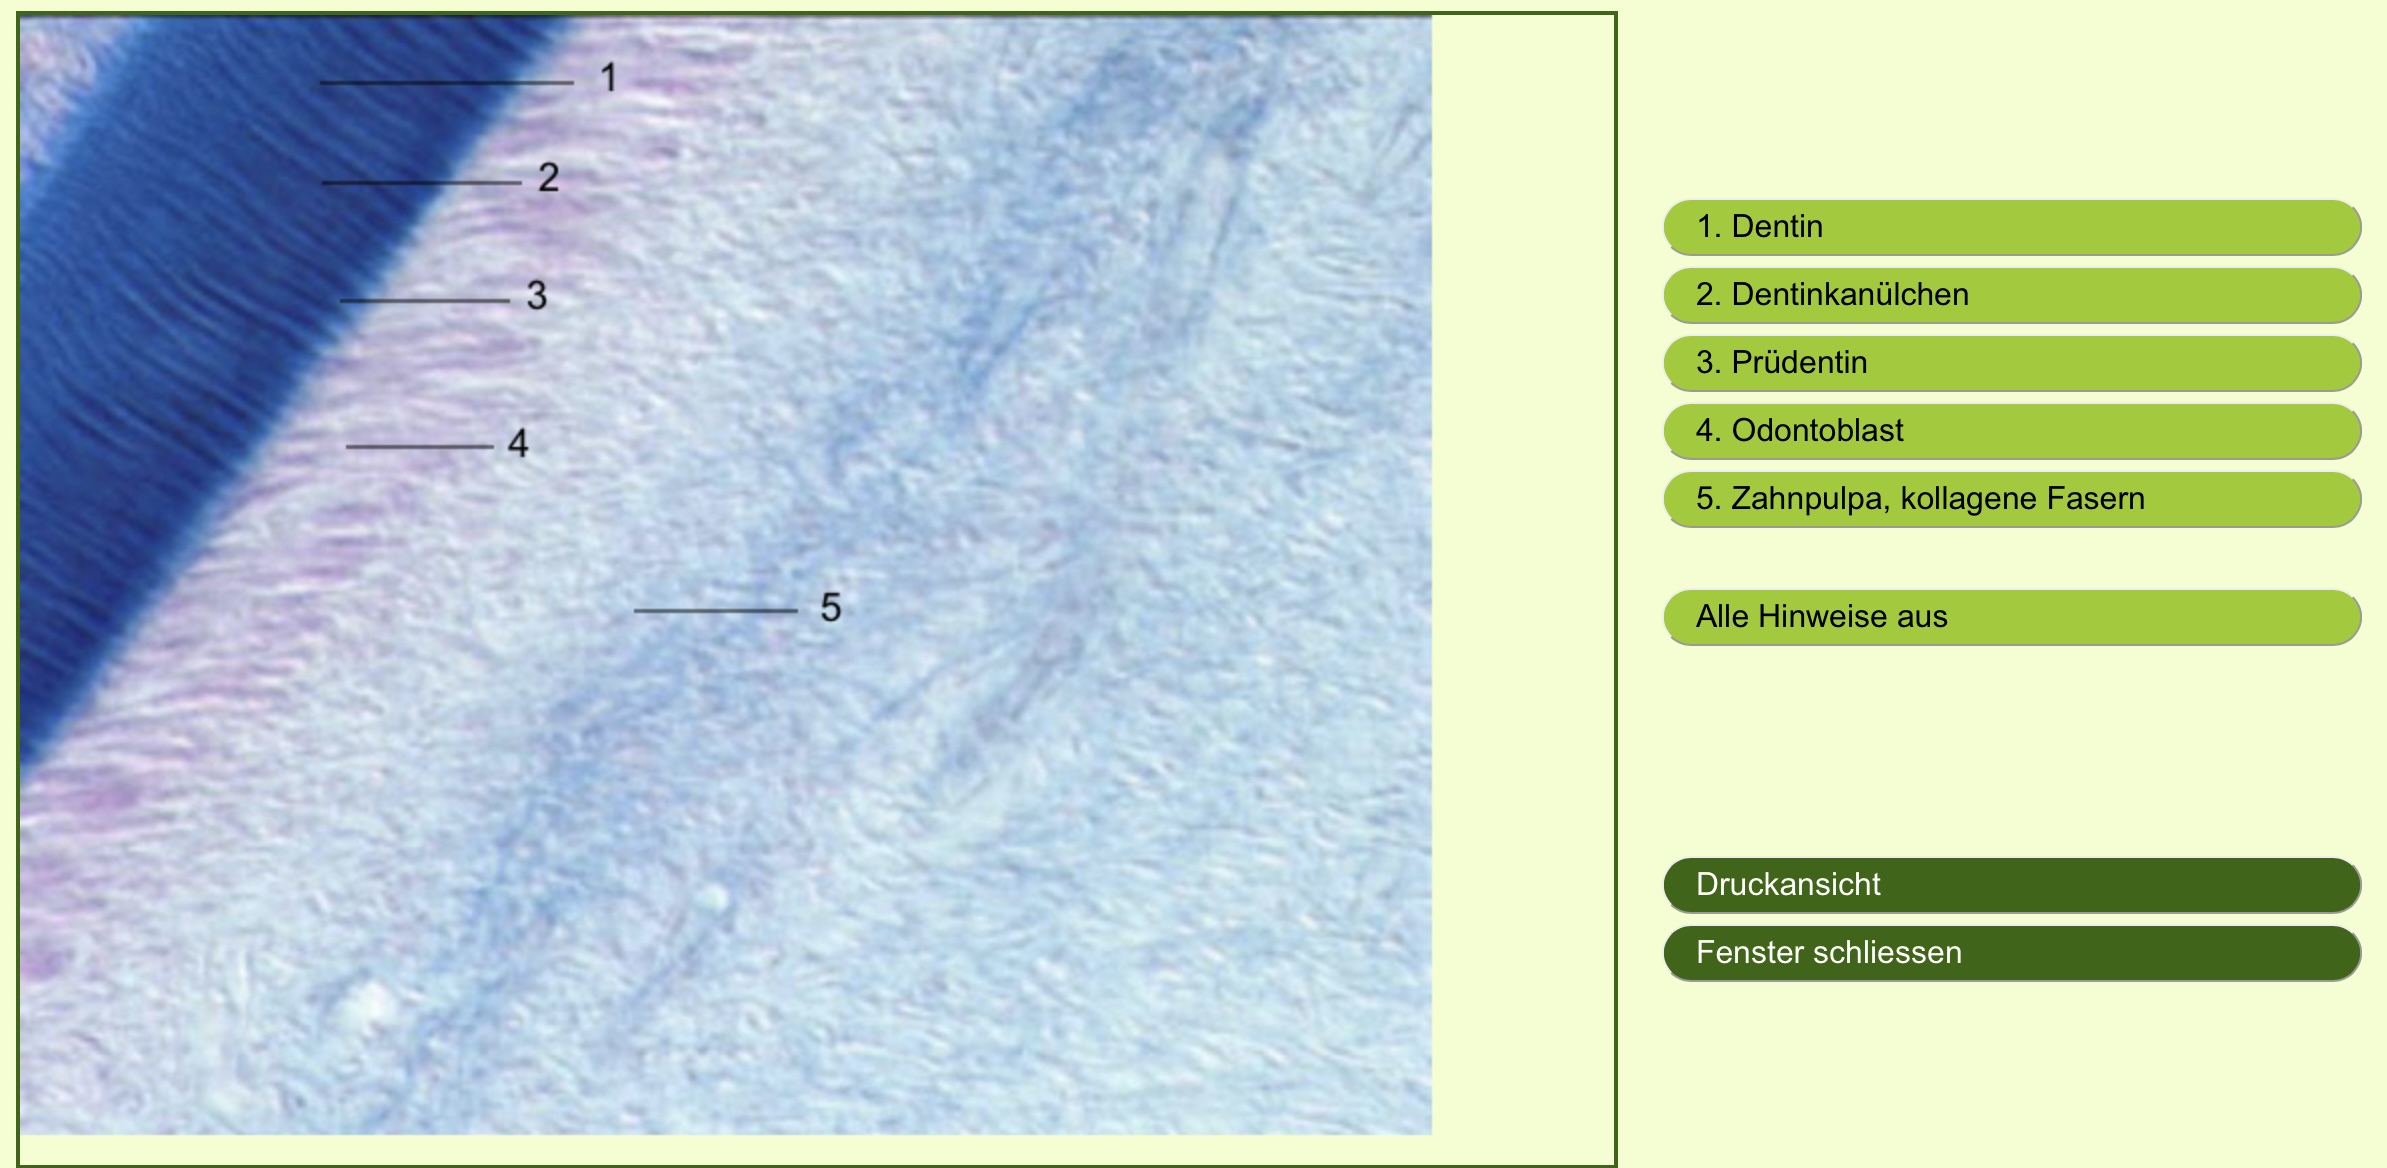 1
2
3
4
5
1. Dentin
2. Dentinkanülchen
3. Prüdentin
4. Odontoblast
5. Zahnpulpa, kollagene Fasern
Alle Hinweise aus
Druckansicht
Fenster schliessen